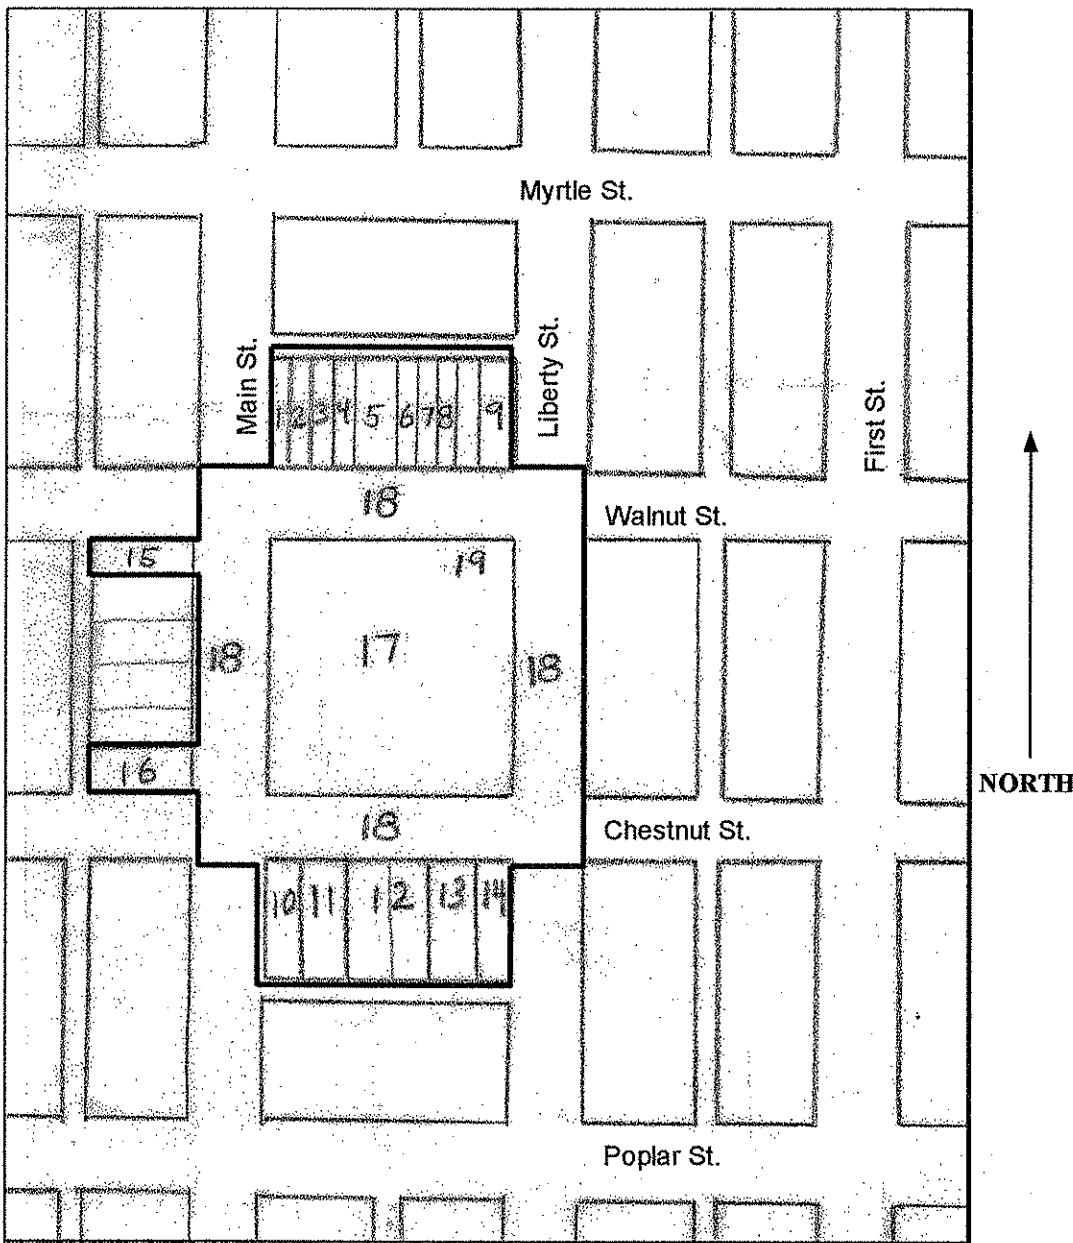 Myrtle St.
Main St.
Liberty St.
First St.
1 2 3 4 5 6 7 8 9
18
Walnut St.
15
19
17
18
18
16
NORTH
18
Chestnut St.
10 11 12 13 14
Poplar St.